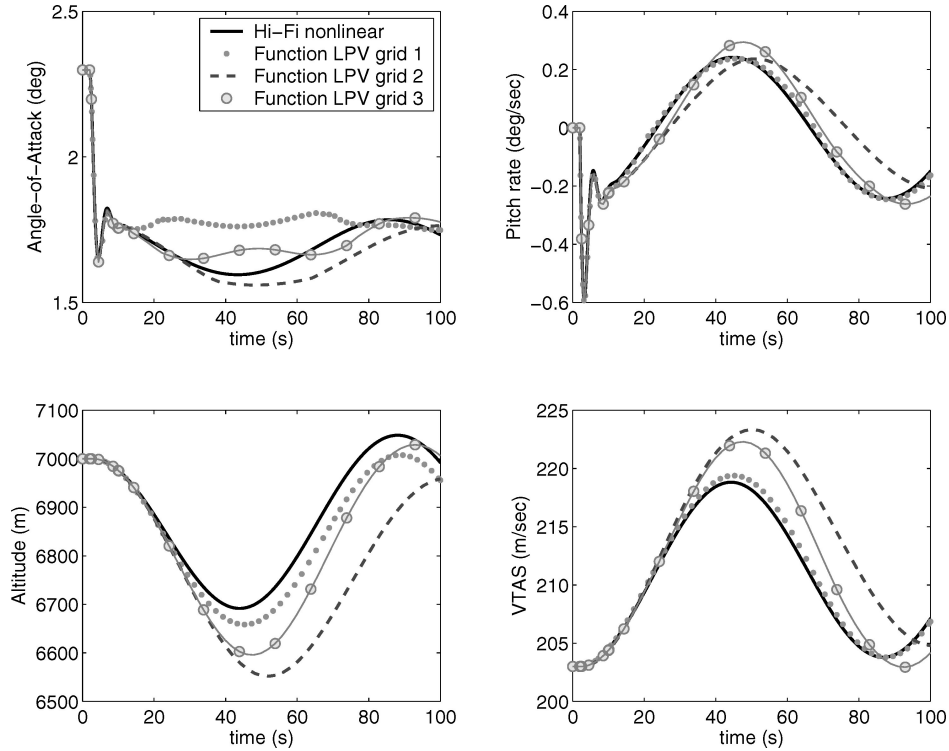 2.5
2
1.5
Angle-of-Attack (deg)
0 20 40 60 80 100
time (s)
Hi-Fi nonlinear
Function LPV grid 1
Function LPV grid 2
Function LPV grid 3
0.4
0.2
0
-0.2
-0.4
-0.6
Pitch rate (deg/sec)
0 20 40 60 80 100
time (s)
7100
7000
6900
6800
6700
6600
6500
Altitude (m)
0 20 40 60 80 100
time (s)
225
220
215
210
205
200
VTAS (m/sec)
0 20 40 60 80 100
time (s)